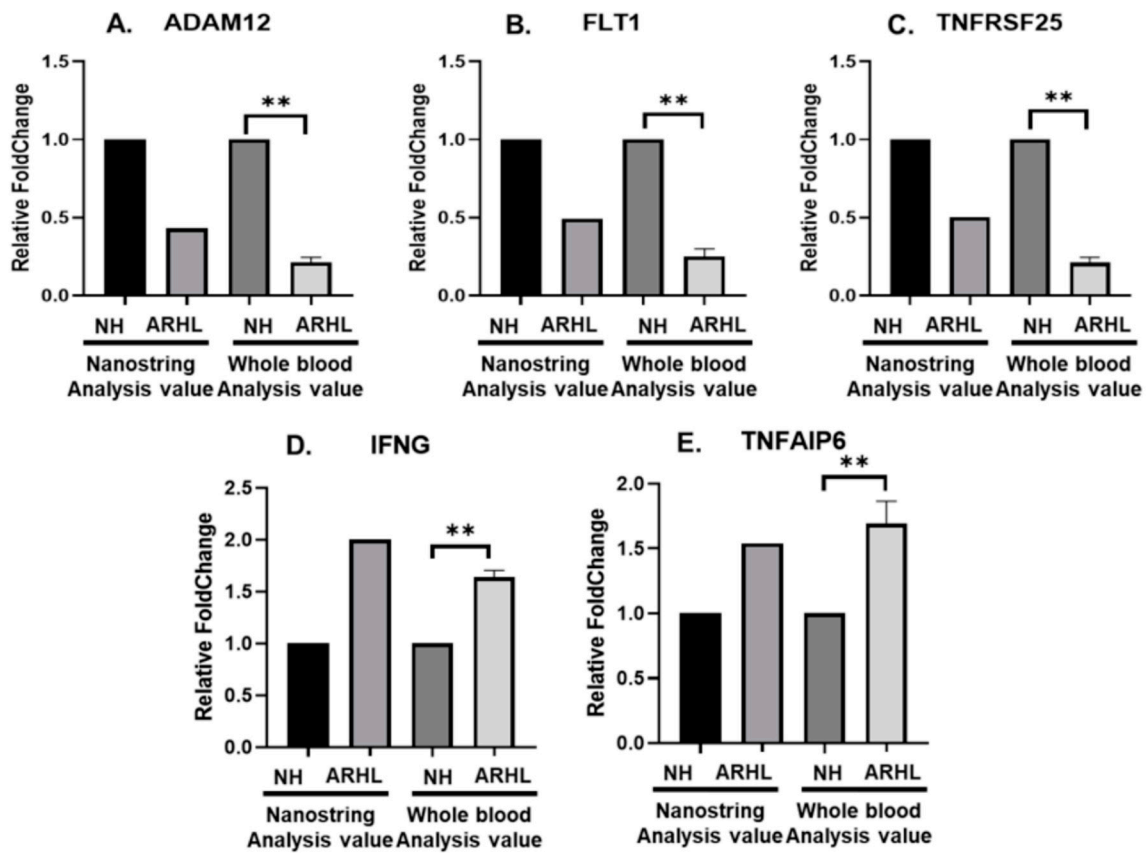 A. ADAM12
Relative FoldChange
1.5
1.0
0.5
0.0
**
NH ARHL NH ARHL
Nanostring Whole blood
Analysis value Analysis value
B. FLT1
Relative FoldChange
1.5
1.0
0.5
0.0
**
NH ARHL NH ARHL
Nanostring Whole blood
Analysis value Analysis value
C. TNFRSF25
Relative FoldChange
1.5
1.0
0.5
0.0
**
NH ARHL NH ARHL
Nanostring Whole blood
Analysis value Analysis value
D. IFNG
Relative FoldChange
2.5
2.0
1.5
1.0
0.5
0.0
**
NH ARHL NH ARHL
Nanostring Whole blood
Analysis value Analysis value
E. TNFAIP6
Relative FoldChange
2.0
1.5
1.0
0.5
0.0
**
NH ARHL NH ARHL
Nanostring Whole blood
Analysis value Analysis value